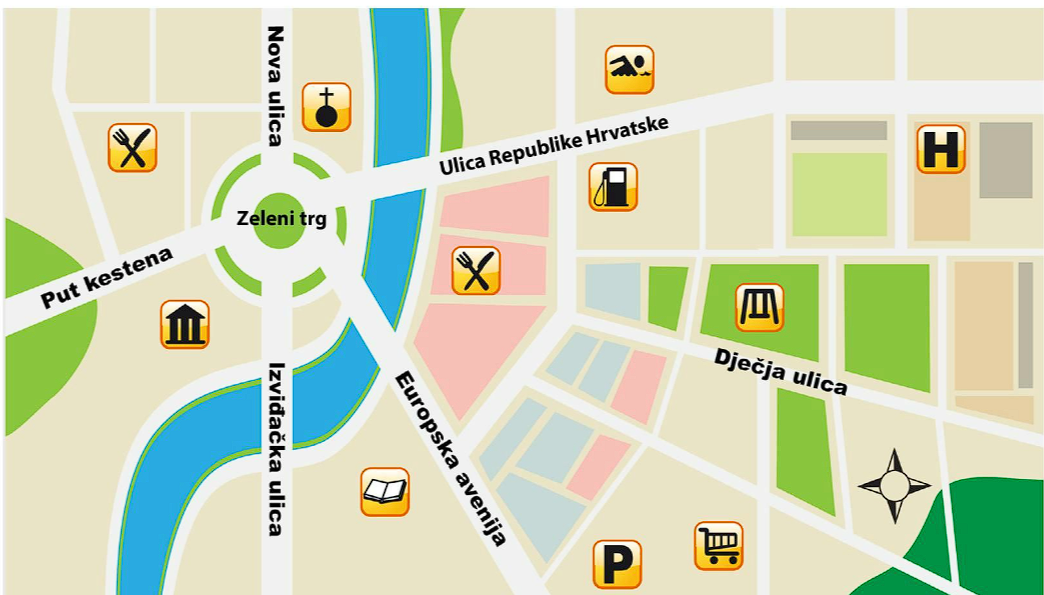 Nova ulica
Ulica Republike Hrvatske
H
Zeleni trg
Put kestena
Dječja ulica
Izviđačka ulica
Europska avenija
P